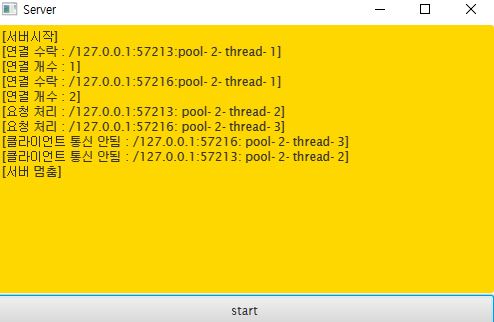 Server
[서버시작]
[연결 수락 : /127.0.0.1:57213:pool- 2- thread- 1]
[연결 개수 : 1]
[연결 수락 : /127.0.0.1:57216:pool- 2- thread- 1]
[연결 개수 : 2]
[요청 처리 : /127.0.0.1:57213: pool- 2- thread- 2]
[요청 처리 : /127.0.0.1:57216: pool- 2- thread- 3]
[클라이언트 통신 안됨 : /127.0.0.1:57216: pool- 2- thread- 3]
[클라이언트 통신 안됨 : /127.0.0.1:57213: pool- 2- thread- 2]
[서버 멈춤]
start